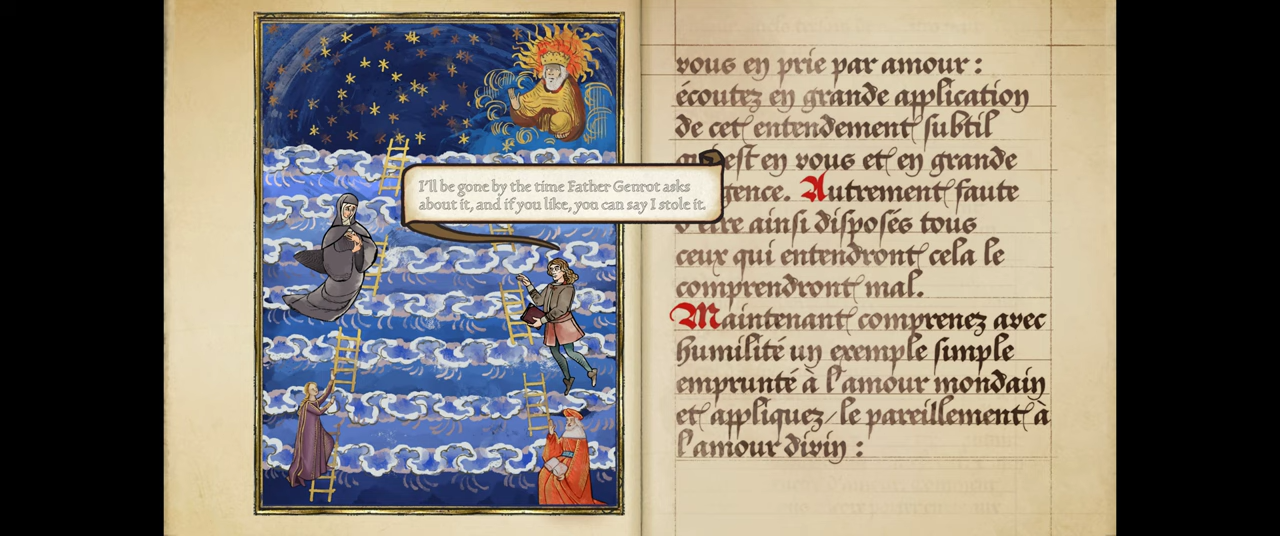 I'll be gone by the time Father Genrot asks
about it, and if you like, you can say I stole it.
vous en prie par amour :
écoutez en grande application
de cet entendement subtil
qui est en vous et en grande
Autrement faute
ainsi disposés tous
ceux qui entendront cela le
comprendront mal.
Maintenant comprenez avec
humilité un exemple simple
emprunté à l'amour mondain
et appliquez-le pareillement à
l'amour divin :